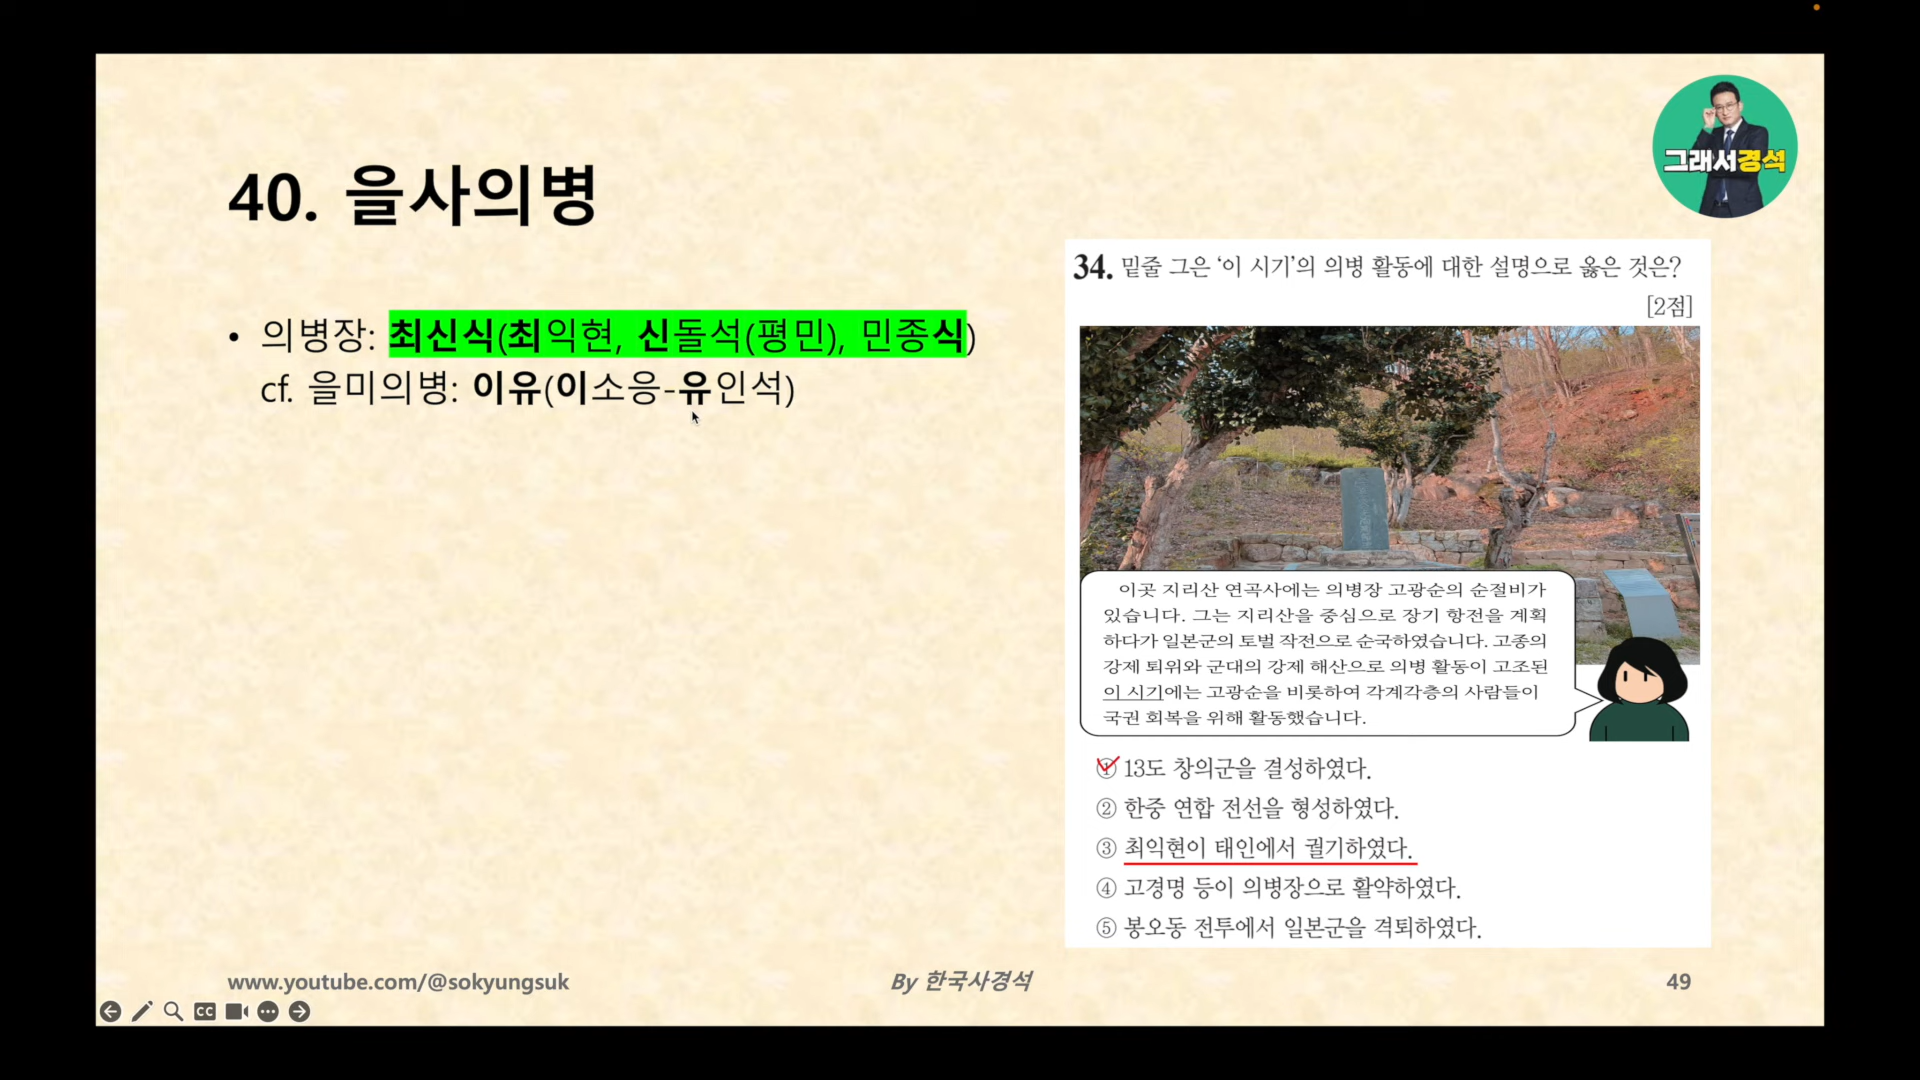 그래서경석
40. 을사의병
• 의병장: 최신식(최익현, 신돌석(평민), 민종식)
cf. 을미의병: 이유(이소응-유인석)
34. 밑줄 그은 ‘이 시기’의 의병 활동에 대한 설명으로 옳은 것은?
[2점]
이곳 지리산 연곡사에는 의병장 고광순의 순절비가
있습니다. 그는 지리산을 중심으로 장기 항전을 계획
하다가 일본군의 토벌 작전으로 순국하였습니다. 고종의
강제 퇴위와 군대의 강제 해산으로 의병 활동이 고조된
이 시기에는 고광순을 비롯하여 각계각층의 사람들이
국권 회복을 위해 활동했습니다.
① 13도 창의군을 결성하였다.
② 한중 연합 전선을 형성하였다.
③ 최익현이 태인에서 궐기하였다.
④ 고경명 등이 의병장으로 활약하였다.
⑤ 봉오동 전투에서 일본군을 격퇴하였다.
www.youtube.com/@sokyungsuk
By 한국사경석
49
CC